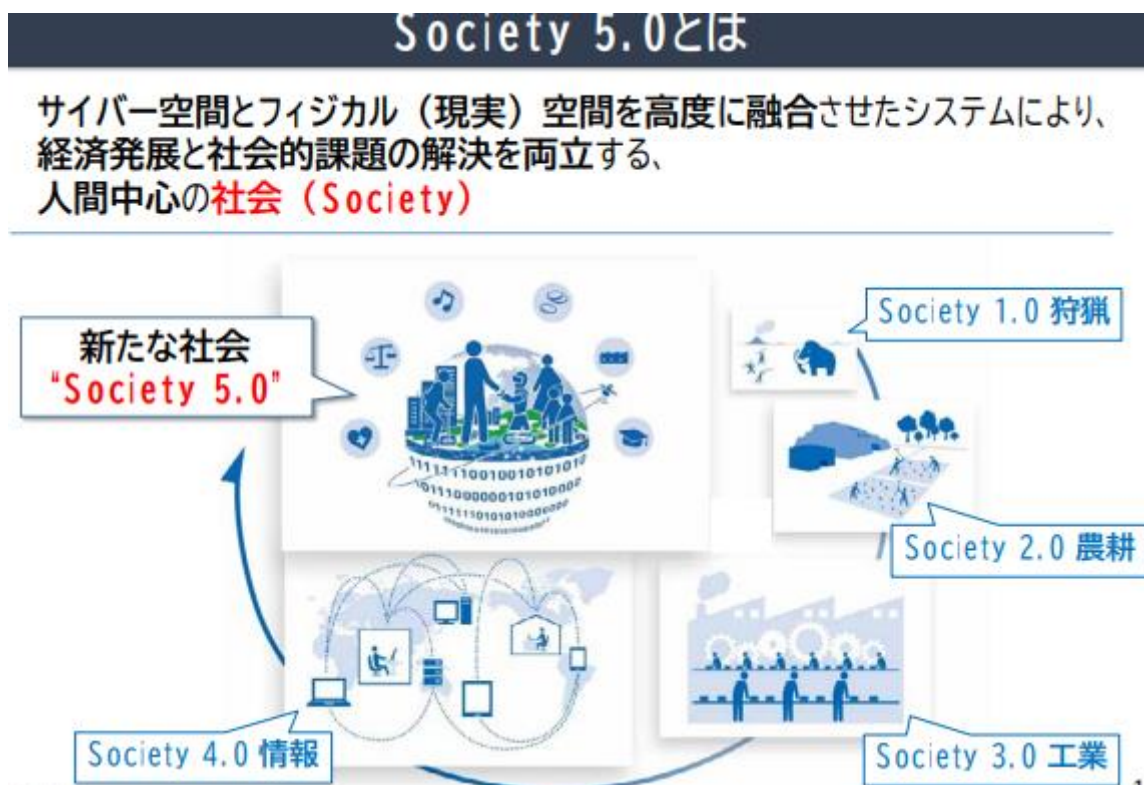 Society 5.0とは
サイバー空間とフィジカル（現実）空間を高度に融合させたシステムにより、
経済発展と社会的課題の解決を両立する、
人間中心の社会（Society）
新たな社会
“Society 5.0”
Society 1.0 狩猟
Society 2.0 農耕
Society 3.0 工業
Society 4.0 情報